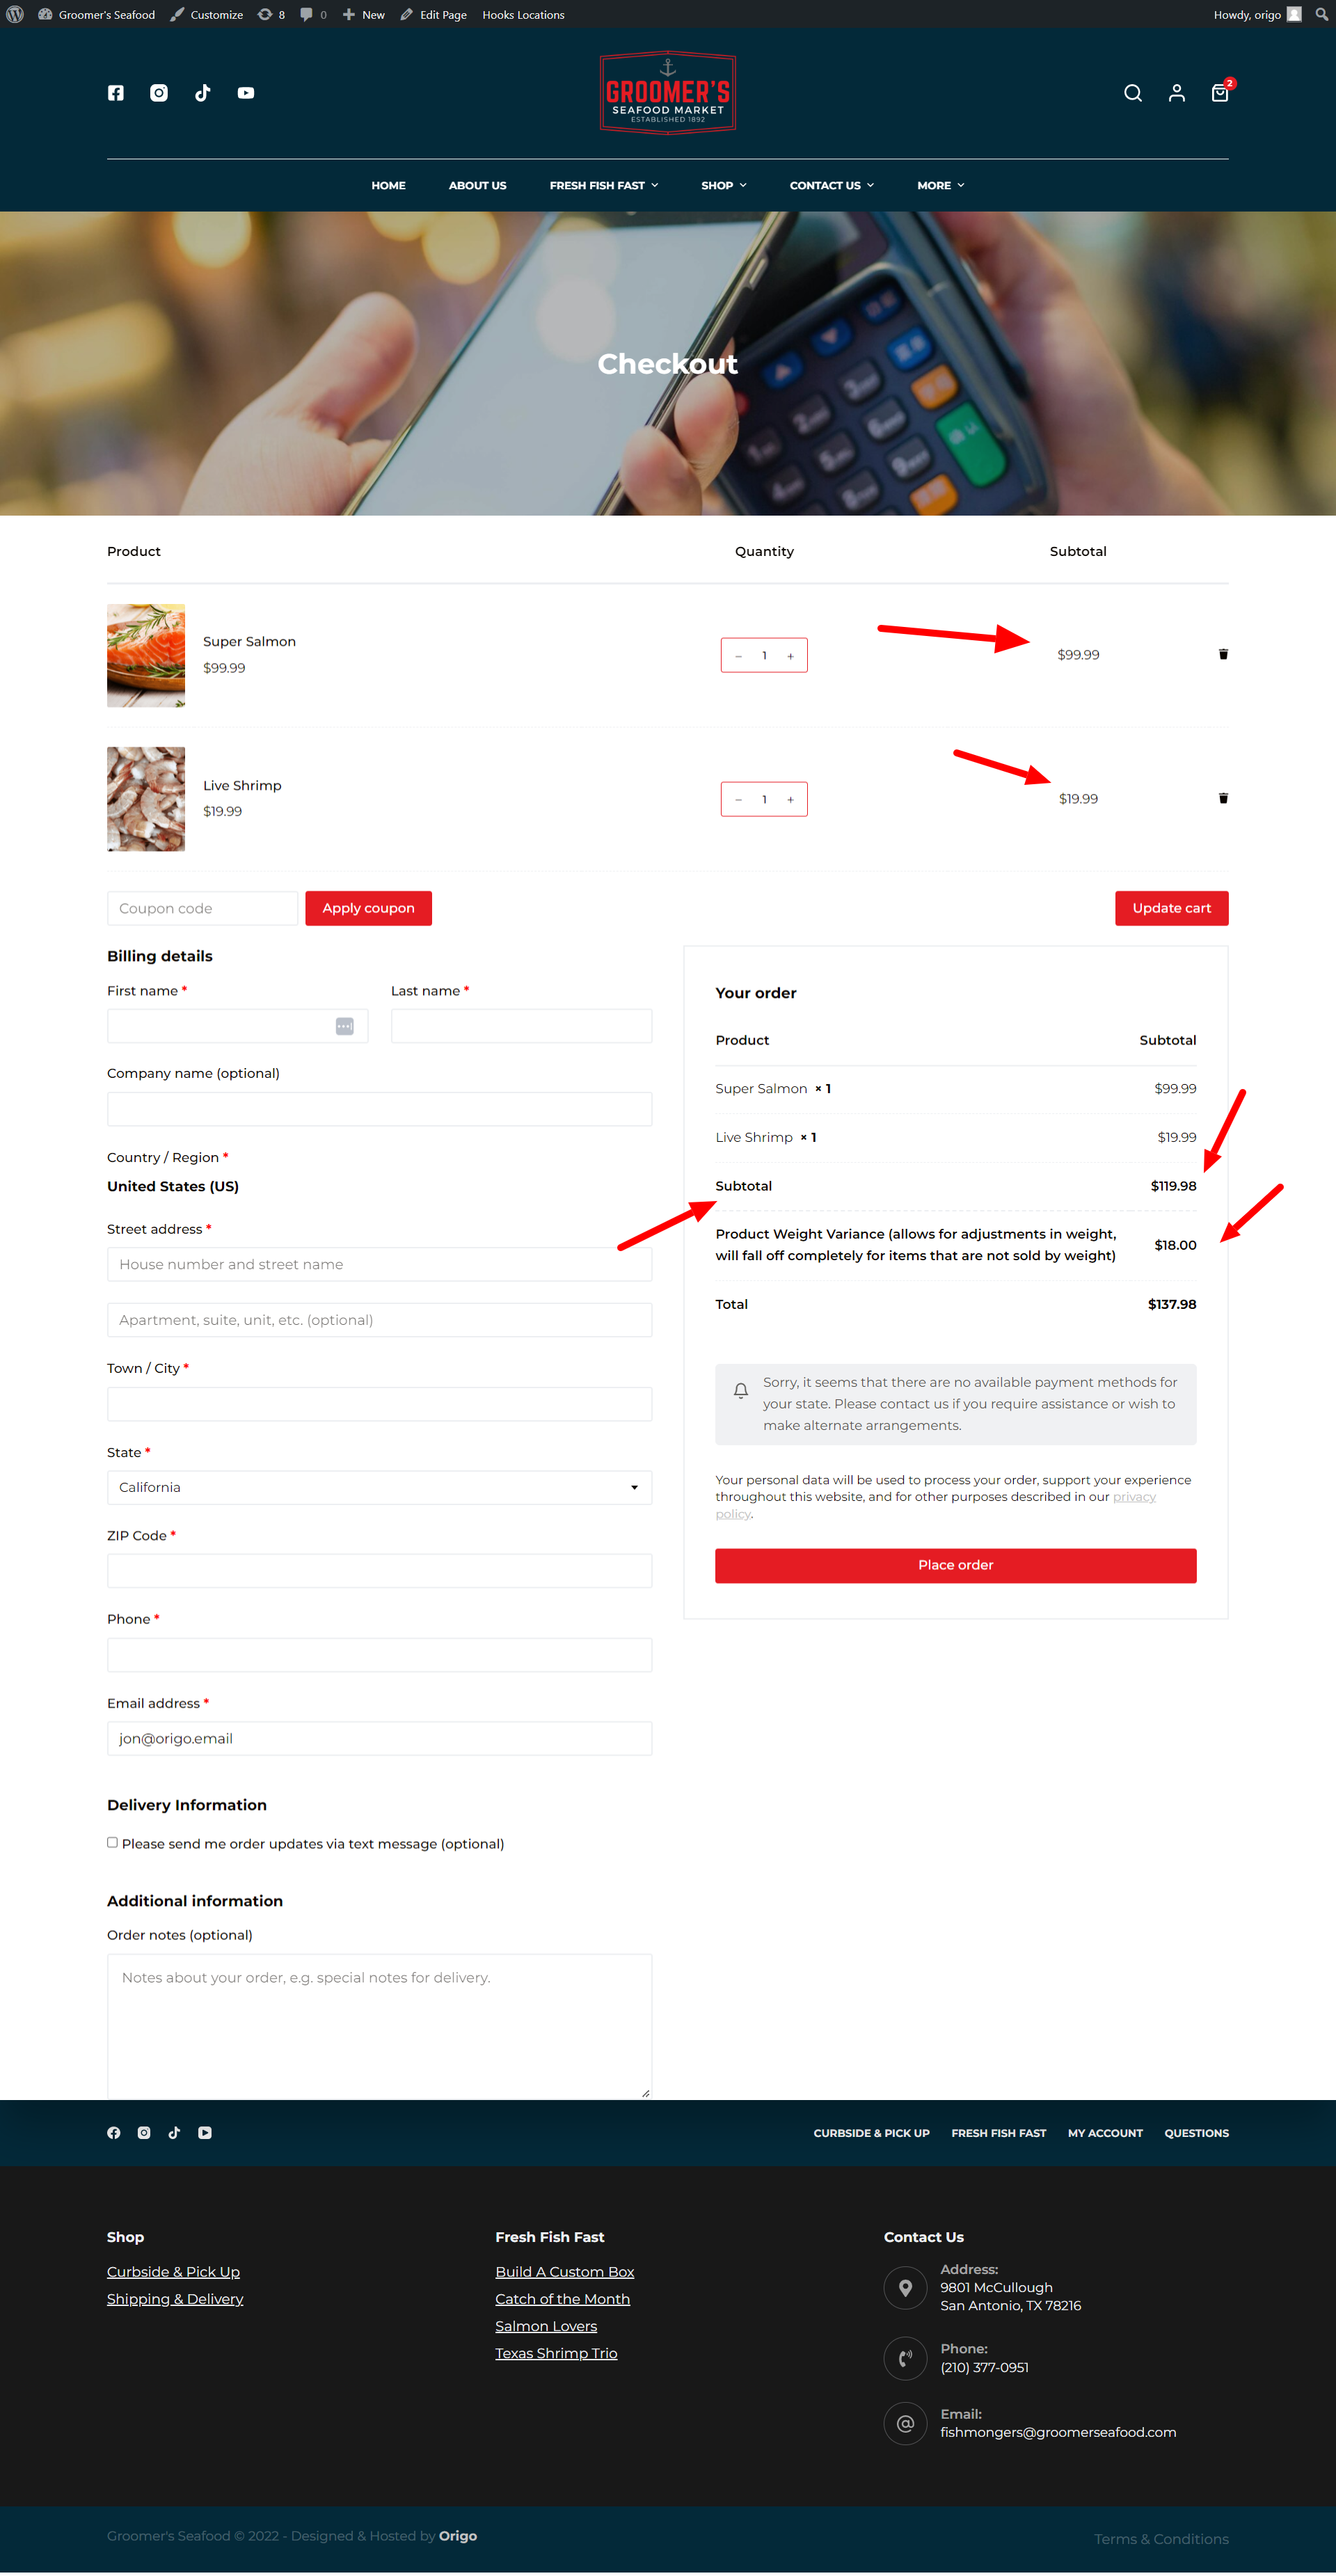 Groomer's Seafood Customize 8 0 New Edit Page Hooks Locations Howdy, origo
GROOMER'S
SEAFOOD MARKET
ESTABLISHED 1892
2
HOME ABOUT US FRESH FISH FAST SHOP CONTACT US MORE
Checkout
Product Quantity Subtotal
Super Salmon
$99.99
– 1 + $99.99
Live Shrimp
$19.99
– 1 + $19.99
Coupon code Apply coupon Update cart
Billing details
First name * Last name *
Company name (optional)
Country / Region *
United States (US)
Street address *
House number and street name
Apartment, suite, unit, etc. (optional)
Town / City *
State *
California
ZIP Code *
Phone *
Email address *
jon@origo.email
Delivery Information
Please send me order updates via text message (optional)
Additional information
Order notes (optional)
Notes about your order, e.g. special notes for delivery.
Your order
Product Subtotal
Super Salmon × 1 $99.99
Live Shrimp × 1 $19.99
Subtotal $119.98
Product Weight Variance (allows for adjustments in weight,
will fall off completely for items that are not sold by weight) $18.00
Total $137.98
Sorry, it seems that there are no available payment methods for
your state. Please contact us if you require assistance or wish to
make alternate arrangements.
Your personal data will be used to process your order, support your experience
throughout this website, and for other purposes described in our privacy
policy.
Place order
CURBSIDE & PICK UP FRESH FISH FAST MY ACCOUNT QUESTIONS
Shop
Curbside & Pick Up
Shipping & Delivery
Fresh Fish Fast
Build A Custom Box
Catch of the Month
Salmon Lovers
Texas Shrimp Trio
Contact Us
Address:
9801 McCullough
San Antonio, TX 78216
Phone:
(210) 377-0951
Email:
fishmongers@groomerseafood.com
Groomer's Seafood © 2022 - Designed & Hosted by Origo
Terms & Conditions